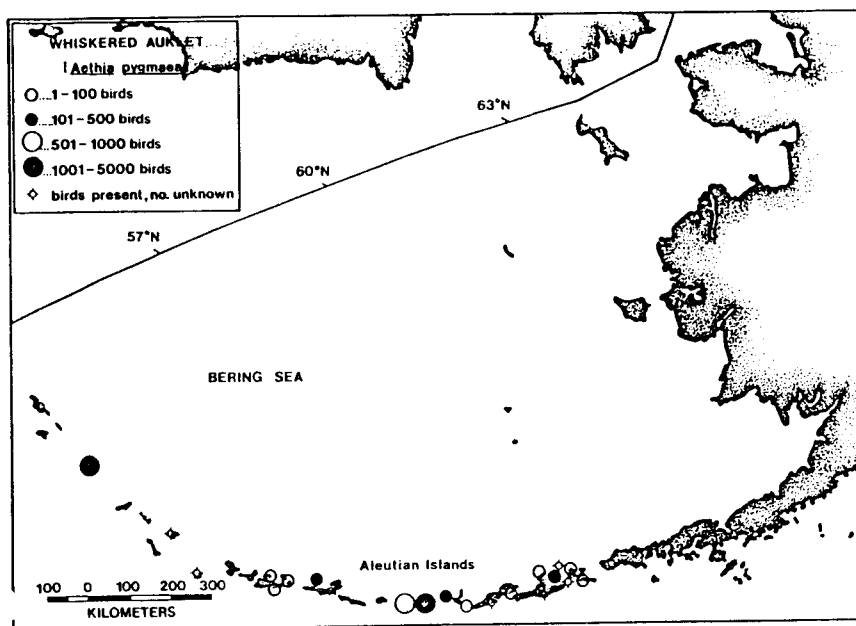 WHISKERED AUKLET
(Aethia pygmaea)
...1-100 birds
...101-500 birds
...501-1000 birds
...1001-5000 birds
birds present, no. unknown
63°N
60°N
57°N
BERING SEA
Aleutian Islands
100 0 100 200 300
KILOMETERS